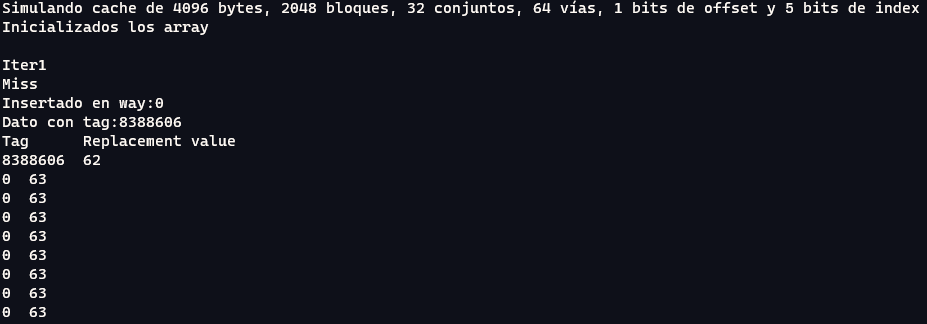 Simulando cache de 4096 bytes, 2048 bloques, 32 conjuntos, 64 vías, 1 bits de offset y 5 bits de index
Inicializados los array
Iter1
Miss
Insertado en way:0
Dato con tag:8388606
Tag Replacement value
8388606 62
0 63
0 63
0 63
0 63
0 63
0 63
0 63
0 63